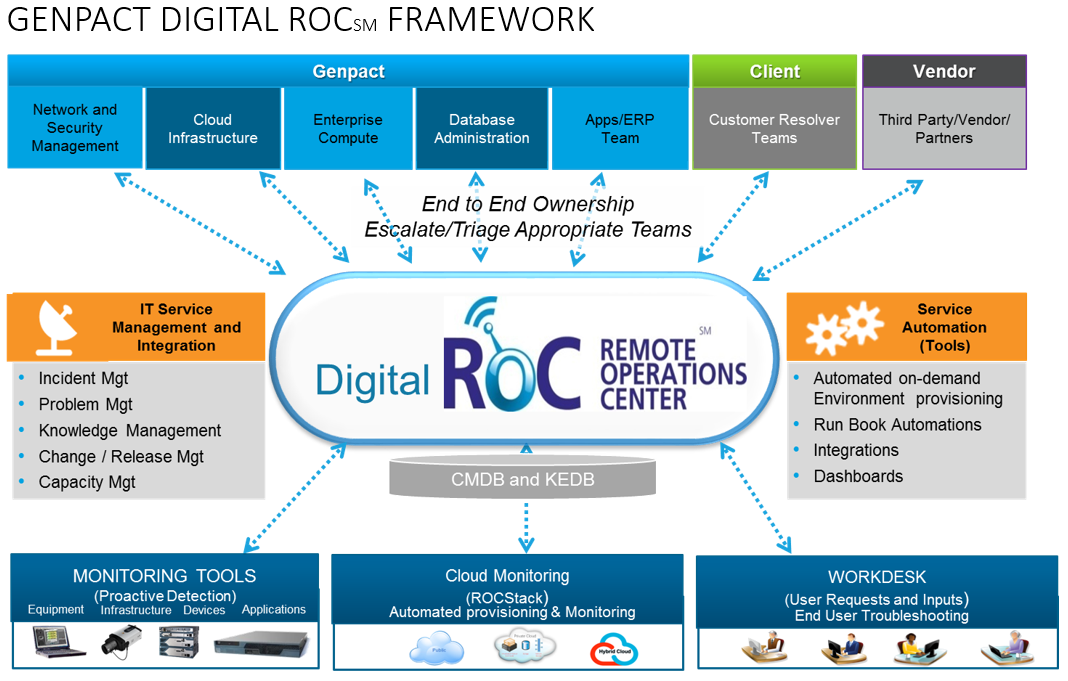 GENPACT DIGITAL ROCSM FRAMEWORK
Genpact
Client
Vendor
Network and
Security
Management
Cloud
Infrastructure
Enterprise
Compute
Database
Administration
Apps/ERP
Team
Customer Resolver
Teams
Third Party/Vendor/
Partners
End to End Ownership
Escalate/Triage Appropriate Teams
IT Service
Management and
Integration
• Incident Mgt
• Problem Mgt
• Knowledge Management
• Change / Release Mgt
• Capacity Mgt
Digital ROC SM
REMOTE
OPERATIONS
CENTER
Service
Automation
(Tools)
• Automated on-demand
Environment provisioning
• Run Book Automations
• Integrations
• Dashboards
CMDB and KEDB
MONITORING TOOLS
(Proactive Detection)
Equipment Infrastructure Devices Applications
Cloud Monitoring
(ROCStack)
Automated provisioning & Monitoring
Public
Private Cloud
Hybrid Cloud
WORKDESK
(User Requests and Inputs)
End User Troubleshooting